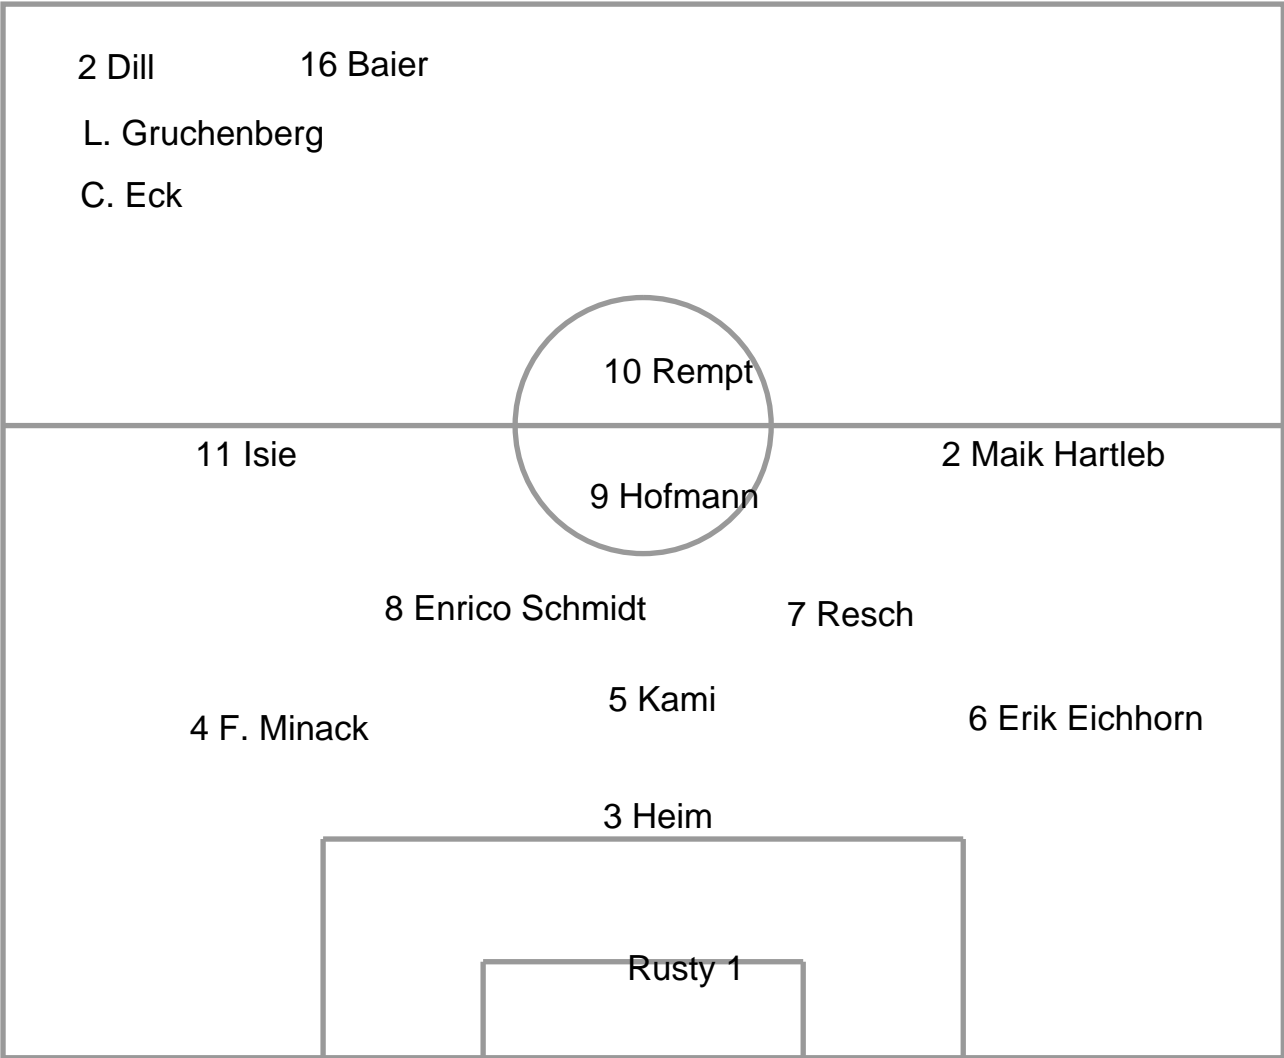 2 Dill 16 Baier
L. Gruchenberg
C. Eck
10 Rempt
11 Isie 2 Maik Hartleb
9 Hofmann
8 Enrico Schmidt 7 Resch
5 Kami
4 F. Minack 6 Erik Eichhorn
3 Heim
Rusty 1